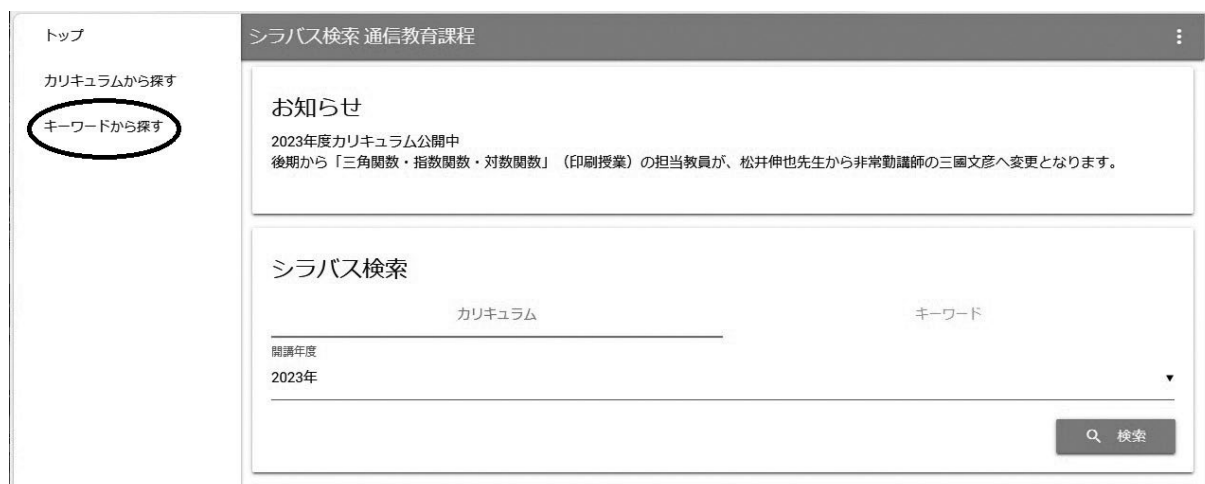 トップ
カリキュラムから探す
キーワードから探す
シラバス検索 通信教育課程
お知らせ
2023年度カリキュラム公開中
後期から「三角関数・指数関数・対数関数」（印刷授業）の担当教員が、松井伸也先生から非常勤講師の三國文彦へ変更となります。
シラバス検索
カリキュラム
キーワード
開講年度
2023年
検索